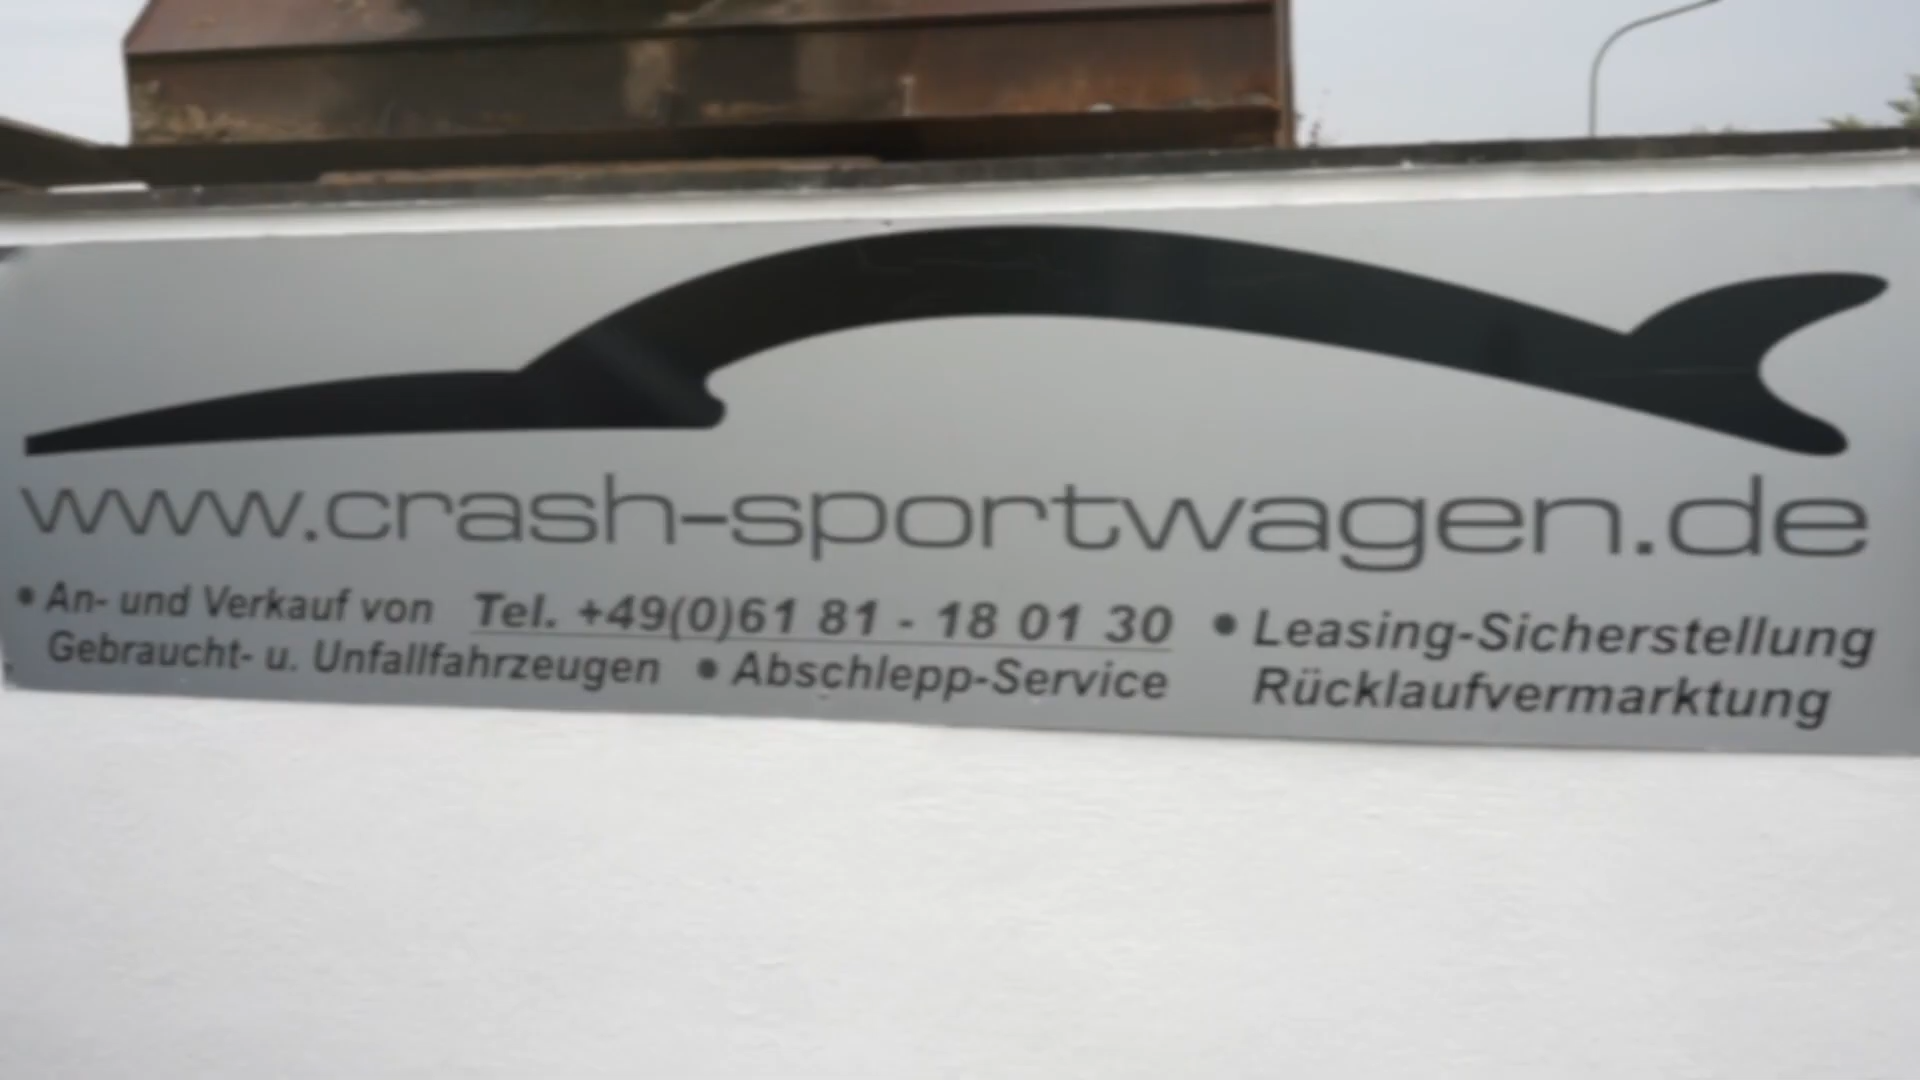 www.crash-sportwagen.de
• An- und Verkauf von
Gebraucht- u. Unfallfahrzeugen
Tel. +49(0)61 81 - 18 01 30
• Abschlepp-Service
• Leasing-Sicherstellung
Rücklaufvermarktung